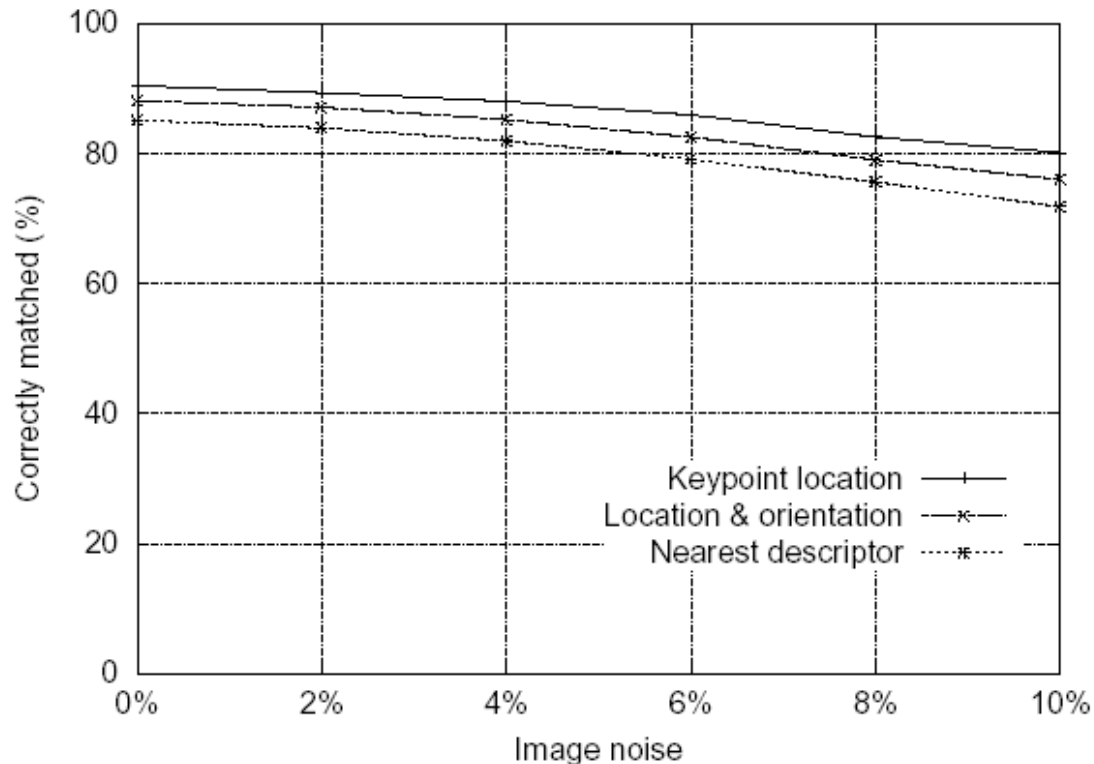 100
80
60
40
20
0
Correctly matched (%)
Keypoint location
Location & orientation
Nearest descriptor
0% 2% 4% 6% 8% 10%
Image noise